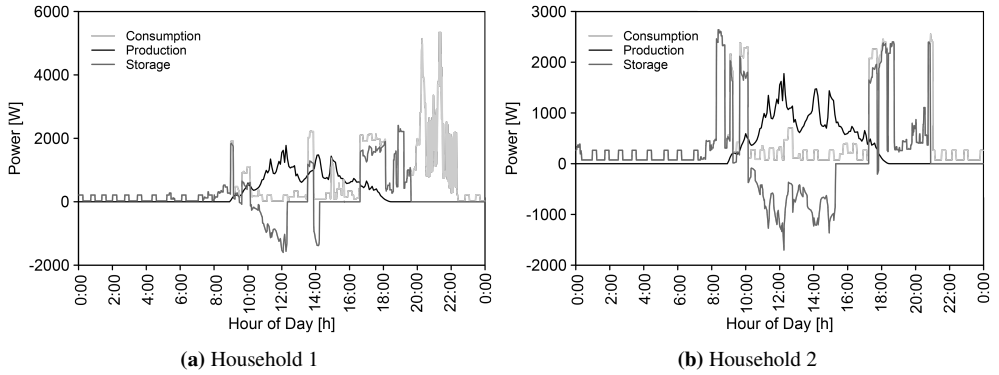 6000
4000
2000
0
-2000
Power [W]
Consumption
Production
Storage
0:00 2:00 4:00 6:00 8:00 10:00 12:00 14:00 16:00 18:00 20:00 22:00 0:00
Hour of Day [h]
(a) Household 1
3000
2000
1000
0
-1000
-2000
Power [W]
Consumption
Production
Storage
0:00 2:00 4:00 6:00 8:00 10:00 12:00 14:00 16:00 18:00 20:00 22:00 0:00
Hour of Day [h]
(b) Household 2